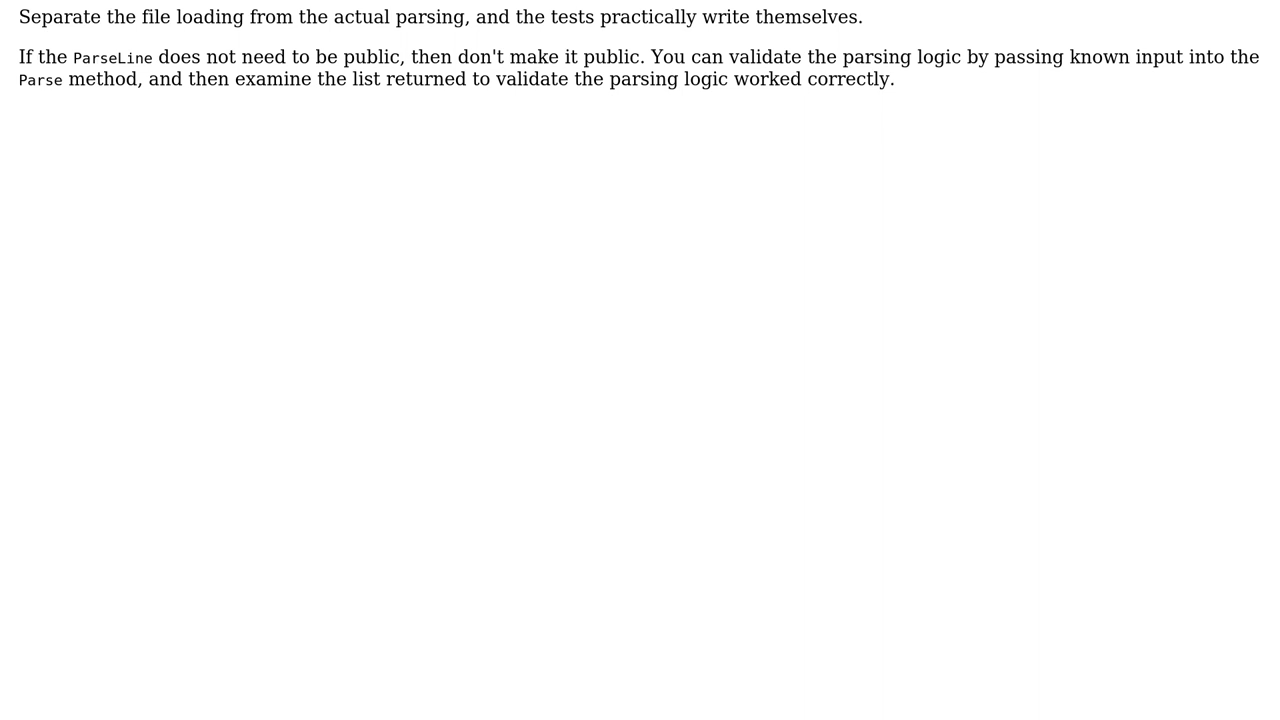 Separate the file loading from the actual parsing, and the tests practically write themselves.
If the ParseLine does not need to be public, then don't make it public. You can validate the parsing logic by passing known input into the
Parse method, and then examine the list returned to validate the parsing logic worked correctly.